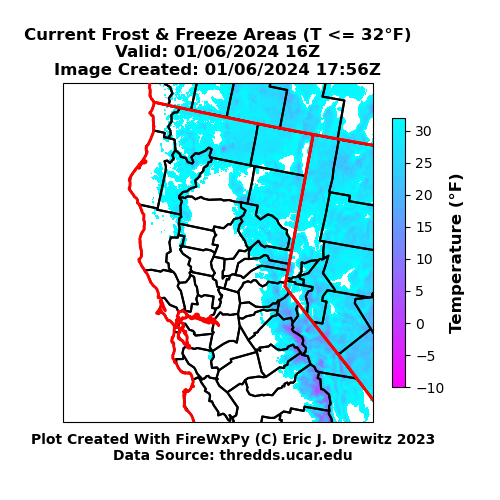 Current Frost & Freeze Areas (T <= 32°F)
Valid: 01/06/2024 16Z
Image Created: 01/06/2024 17:56Z
30
25
20
15
10
5
0
−5
−10
Temperature (°F)
Plot Created With FireWxPy (C) Eric J. Drewitz 2023
Data Source: thredds.ucar.edu